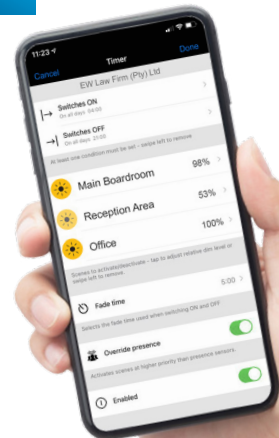 11:23
Cancel Timer Done
EW Law Firm (Pty) Ltd
Switches ON
On all days 04:00
Switches OFF
On all days 21:00
At least one condition must be set - swipe left to remove
Main Boardroom 98%
Reception Area 53%
Office 100%
Scenes to activate/deactivate - tap to adjust relative dim level or
swipe left to remove.
Fade time 5:00
Selects the fade time used when switching ON and OFF
Override presence
Activates scenes at higher priority than presence sensors.
Enabled